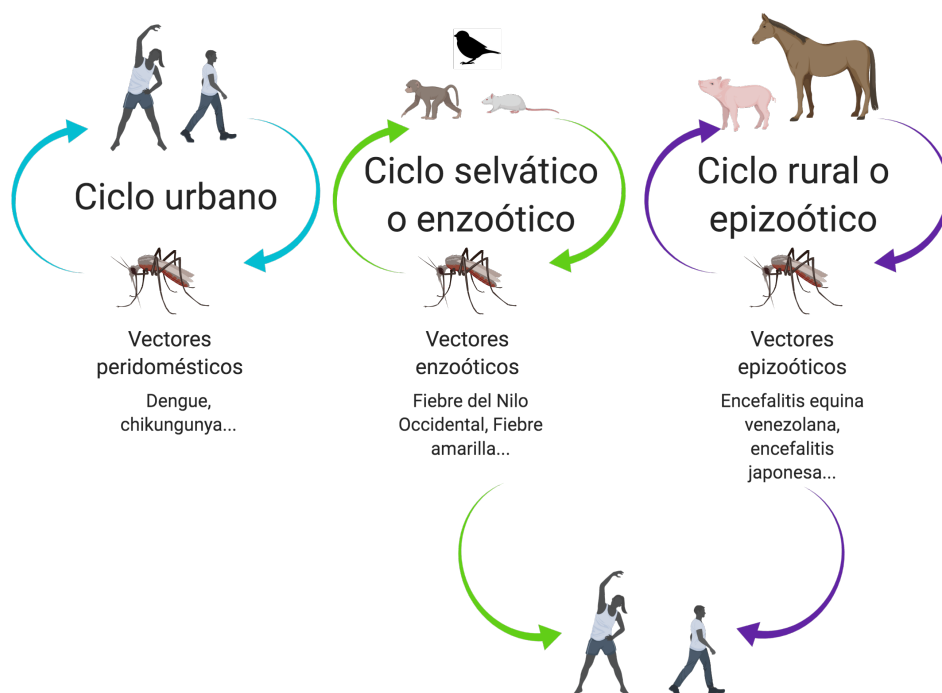 Ciclo urbano
Ciclo selvático
o enzoótico
Ciclo rural o
epizoótico
Vectores
peridomésticos
Dengue,
chikungunya...
Vectores
enzoóticos
Fiebre del Nilo
Occidental, Fiebre
amarilla...
Vectores
epizoóticos
Encefalitis equina
venezolana,
encefalitis
japonesa...